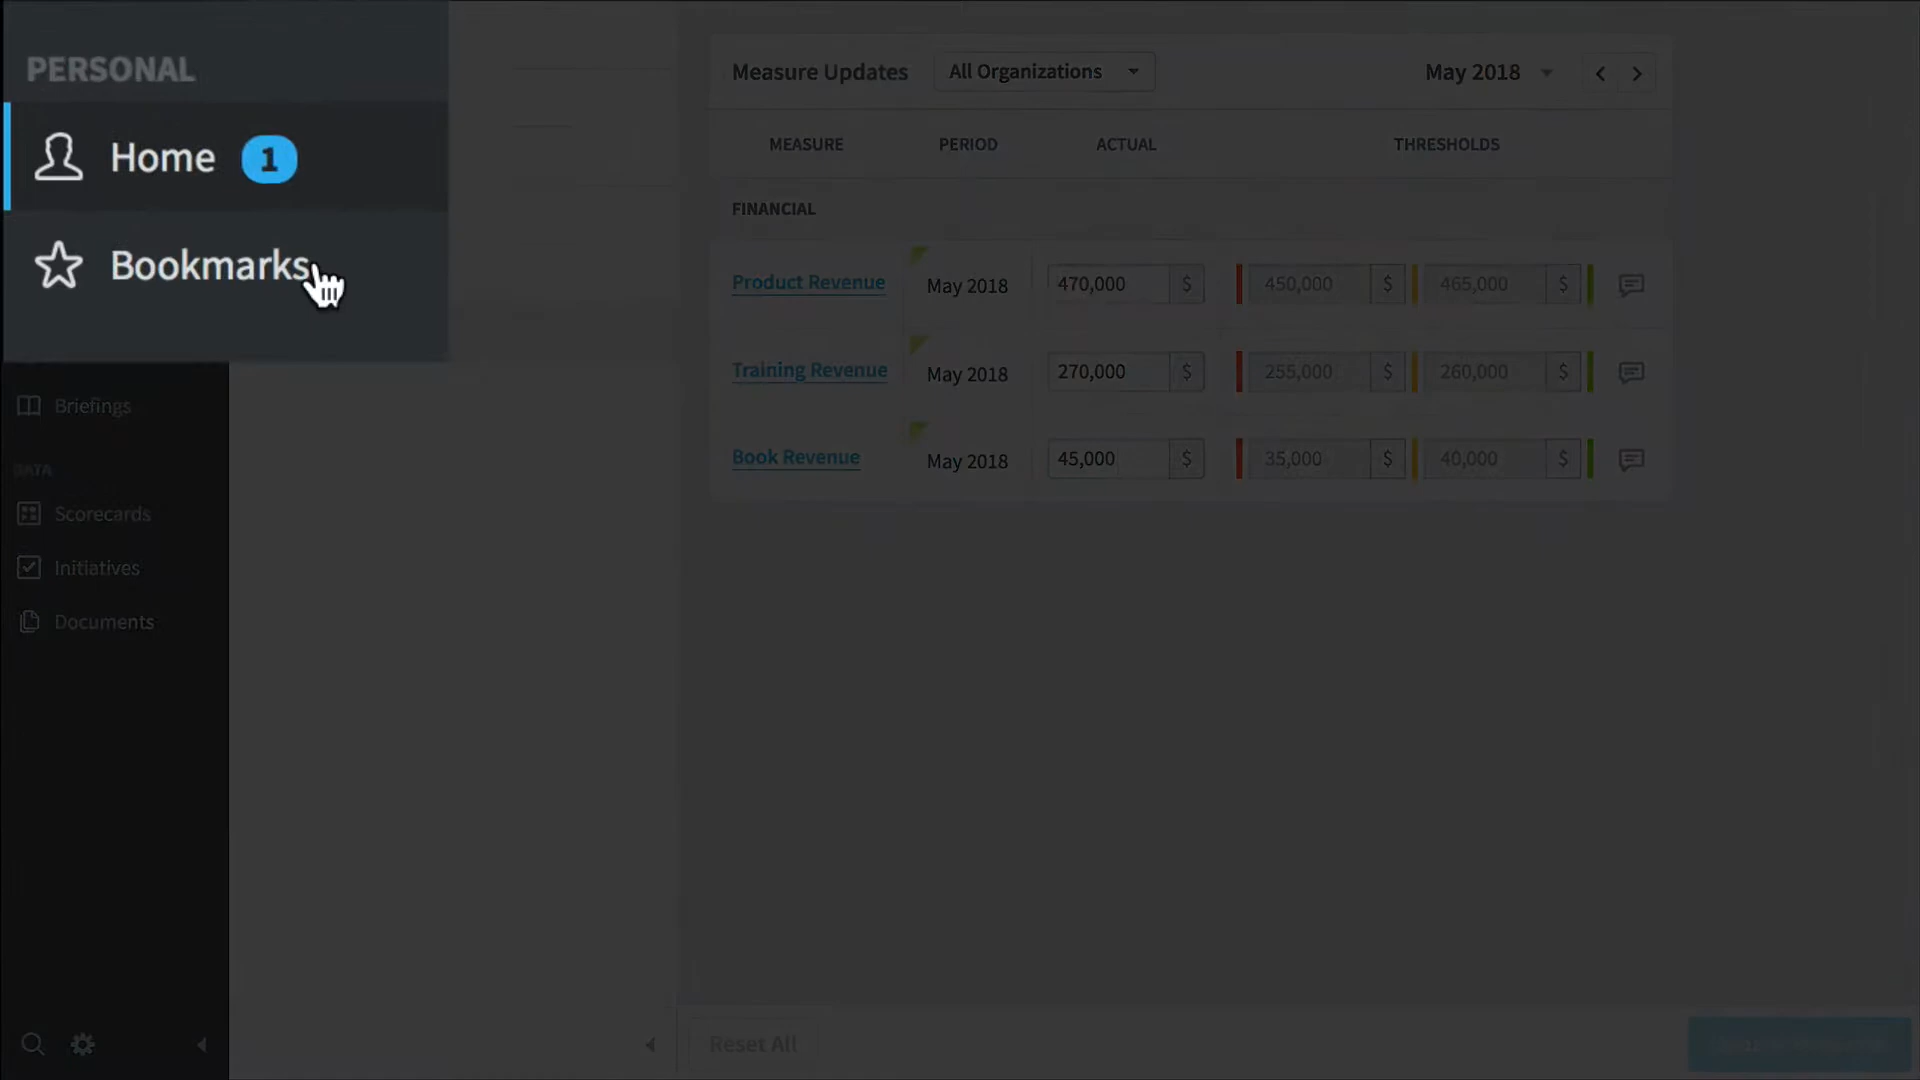 PERSONAL
Home 1
Bookmarks
Briefings
DATA
Scorecards
Initiatives
Documents
Measure Updates All Organizations May 2018
MEASURE PERIOD ACTUAL THRESHOLDS
FINANCIAL
Product Revenue May 2018 470,000 $ 450,000 $ 465,000 $
Training Revenue May 2018 270,000 $ 255,000 $ 260,000 $
Book Revenue May 2018 45,000 $ 35,000 $ 40,000 $
Reset All